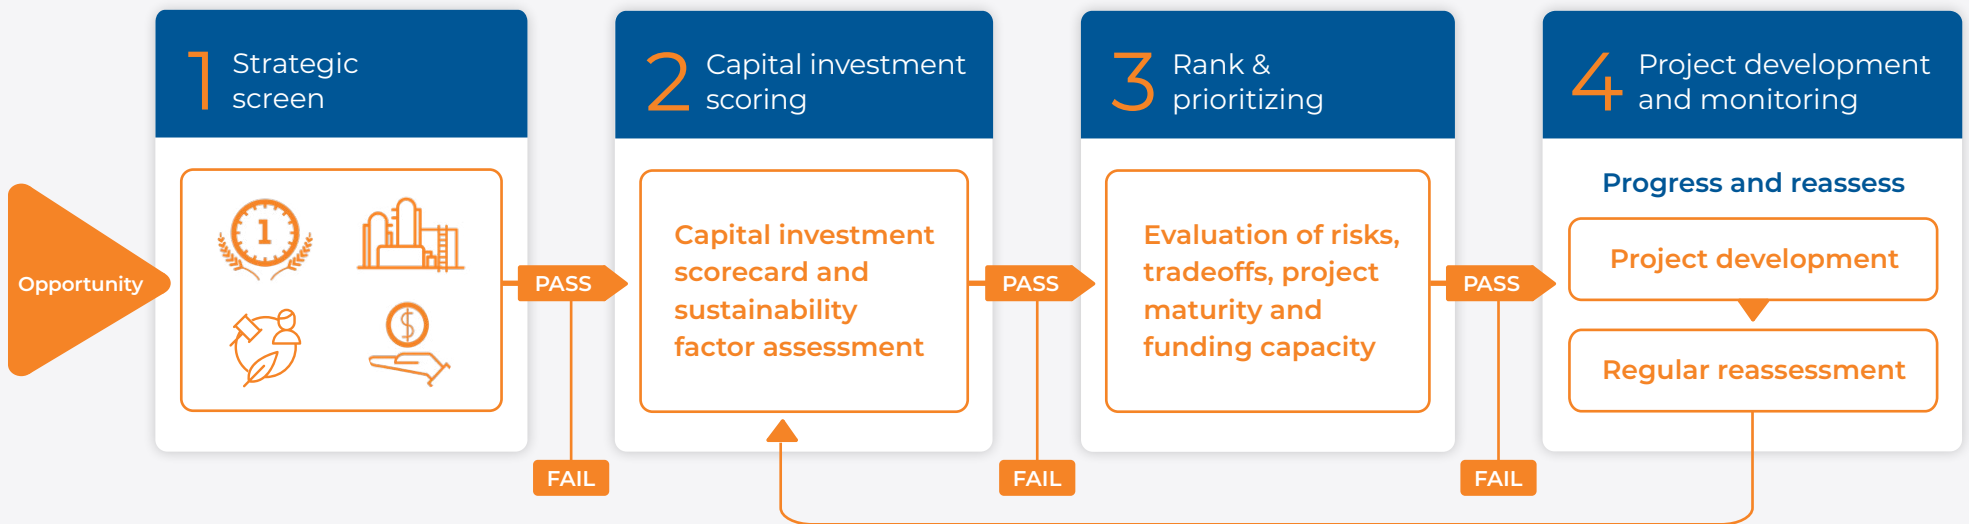 Opportunity
1 Strategic
screen
1
$
PASS
FAIL
2 Capital investment
scoring
Capital investment
scorecard and
sustainability
factor assessment
PASS
FAIL
3 Rank &
prioritizing
Evaluation of risks,
tradeoffs, project
maturity and
funding capacity
PASS
FAIL
4 Project development
and monitoring
Progress and reassess
Project development
Regular reassessment